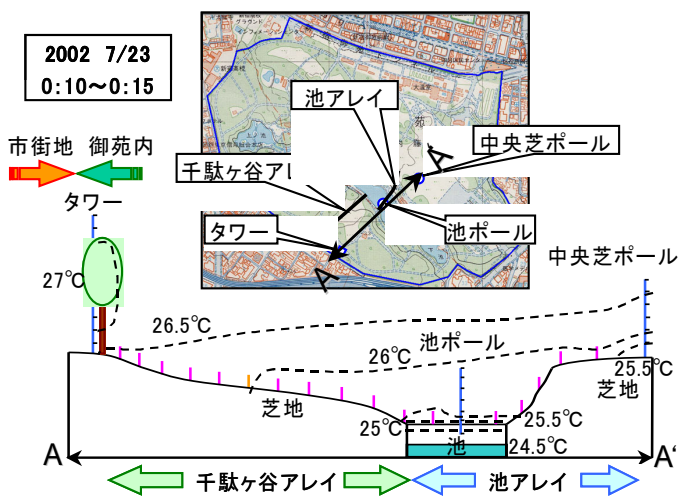 2002 7/23
0:10～0:15
市街地 御苑内
池アレイ
中央芝ポール
千駄ヶ谷アレイ
タワー
池ポール
A
A'
大温室
タワー
27℃
中央芝ポール
26.5℃
池ポール
26℃
25.5℃
芝地
芝地
25℃
25.5℃
池
24.5℃
A
A'
千駄ヶ谷アレイ
池アレイ